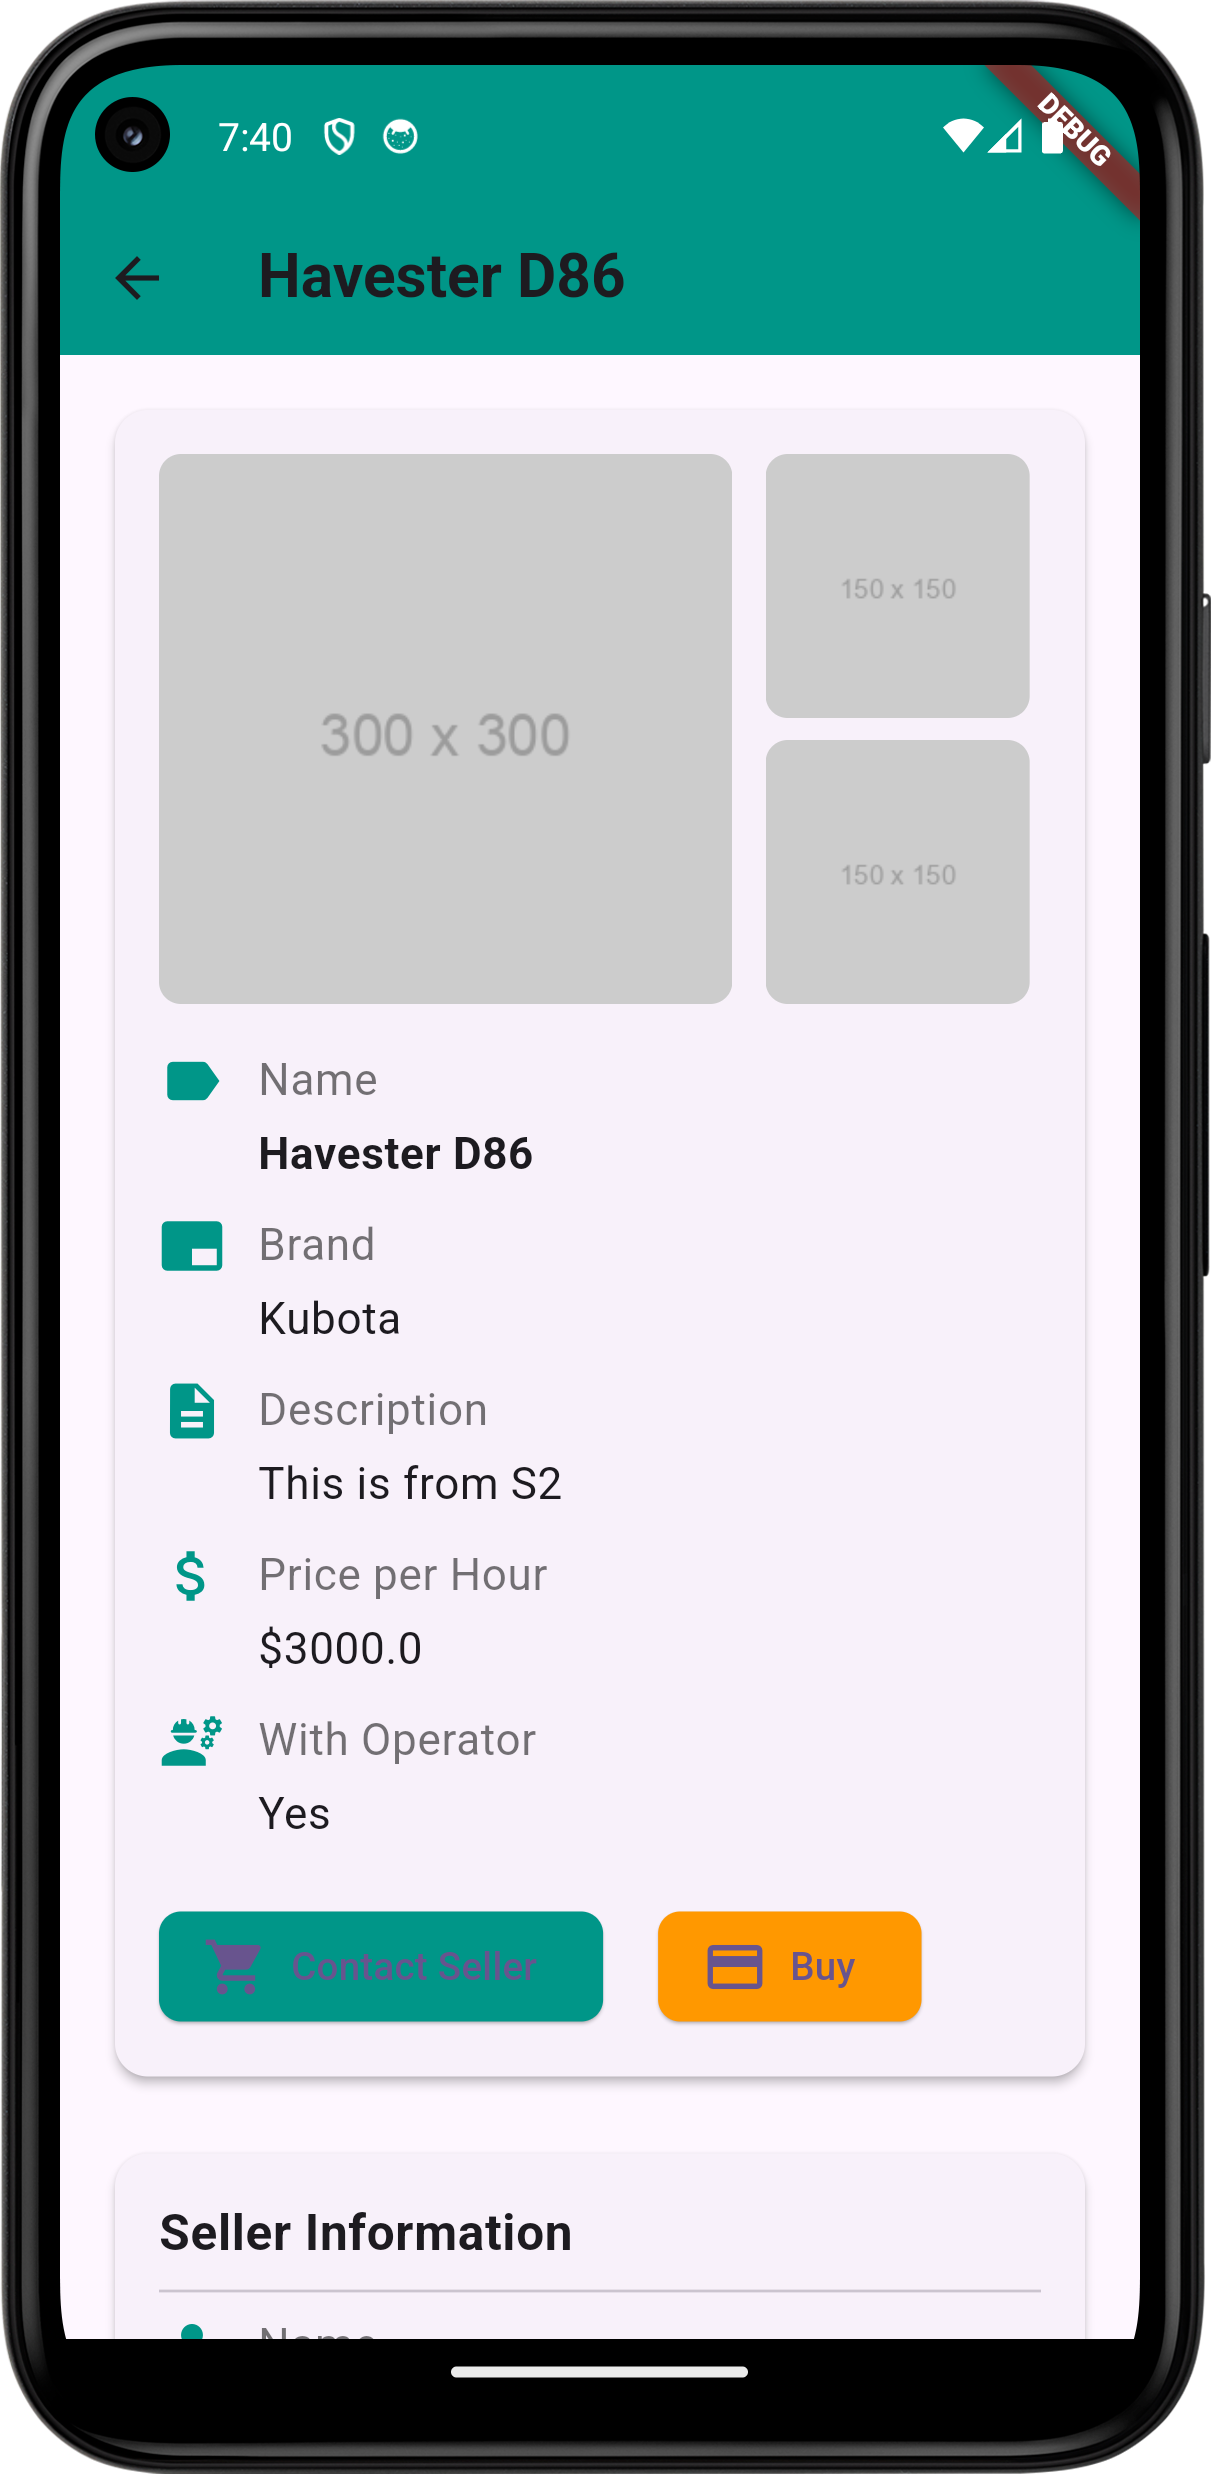 7:40
DEBUG
Havester D86
300 x 300
150 x 150
150 x 150
Name
Havester D86
Brand
Kubota
Description
This is from S2
Price per Hour
$3000.0
With Operator
Yes
Contact Seller
Buy
Seller Information
Name